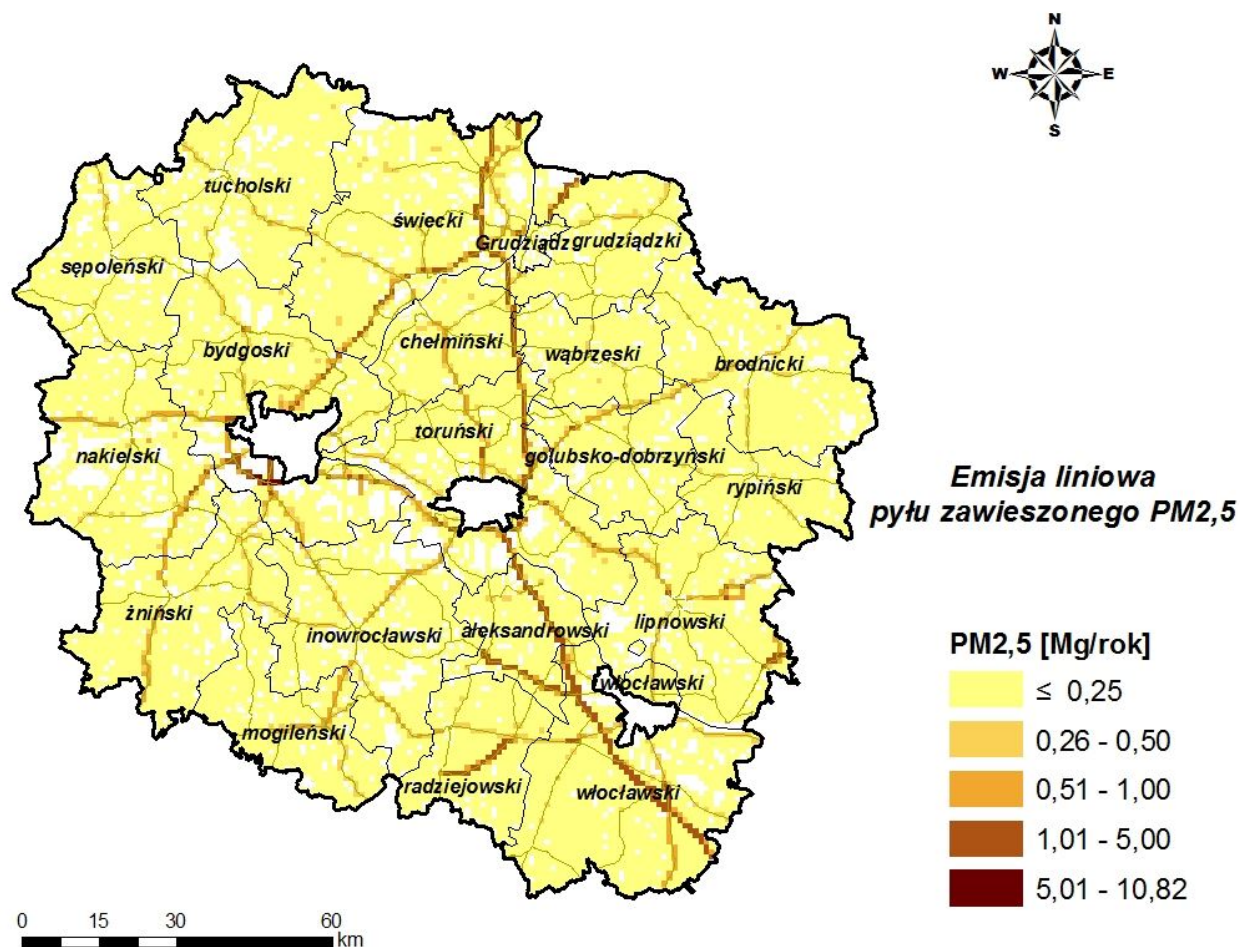 N
W
E
S
tucholski
świecki
Grudziądz
grudziądzki
sępoleński
bydgoski
chełmiński
wąbrzeski
brodnicki
toruński
nakielski
golubsko-dobrzyński
rypiński
Emisja liniowa
pyłu zawieszonego PM2,5
żniński
inowrocławski
aleksandrowski
lipnowski
włocławski
mogileński
radziejowski
włocławski
PM2,5 [Mg/rok]
≤ 0,25
0,26 - 0,50
0,51 - 1,00
1,01 - 5,00
5,01 - 10,82
0 15 30 60
km